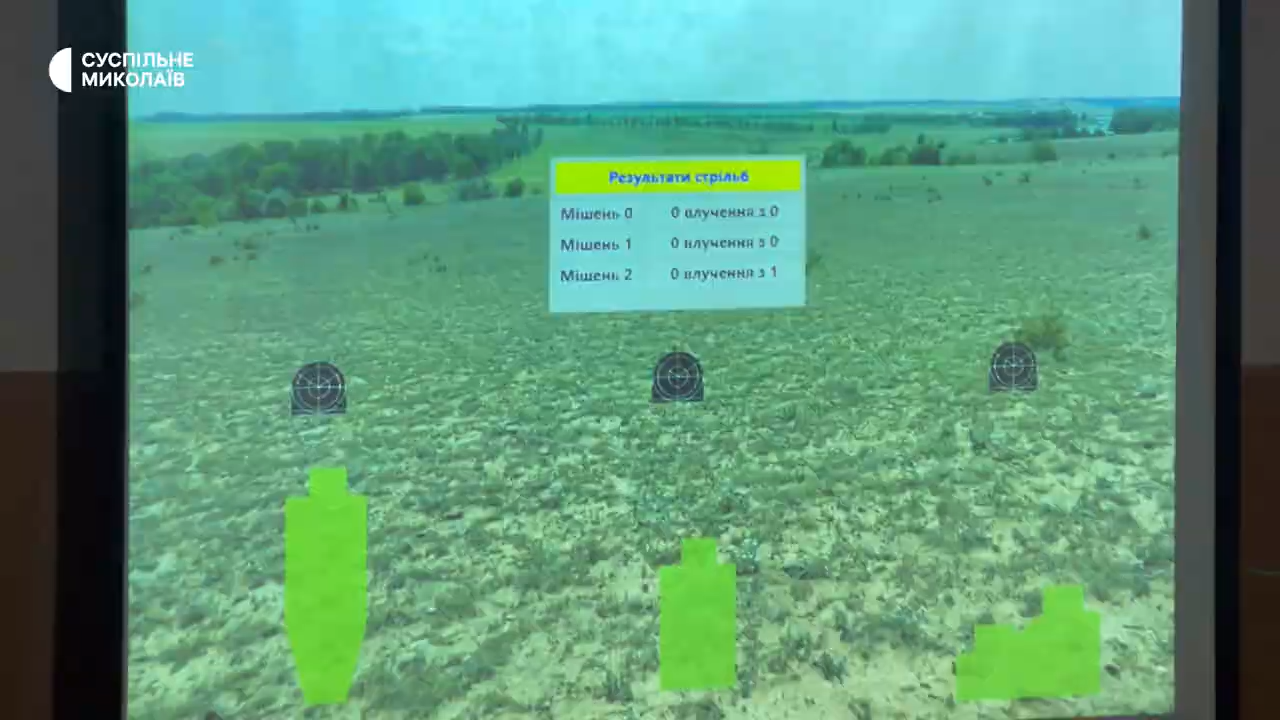 СУСПІЛЬНЕ
МИКОЛАЇВ
Результати стрільб
Мішень 0 0 влучення з 0
Мішень 1 0 влучення з 0
Мішень 2 0 влучення з 1